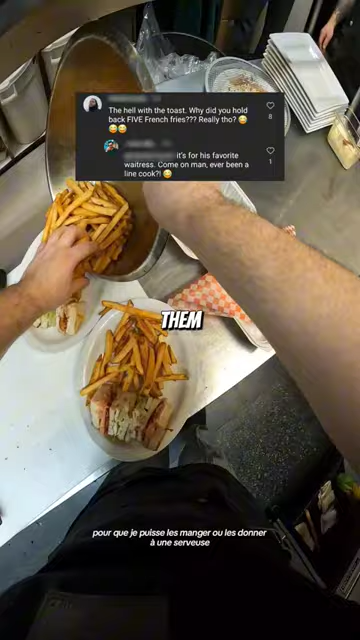 The hell with the toast. Why did you hold
back FIVE French fries??? Really tho? 😅
😅😅
8
it's for his favorite
waitress. Come on man, ever been a
line cook?! 😅
1
THEM
pour que je puisse les manger ou les donner
à une serveuse